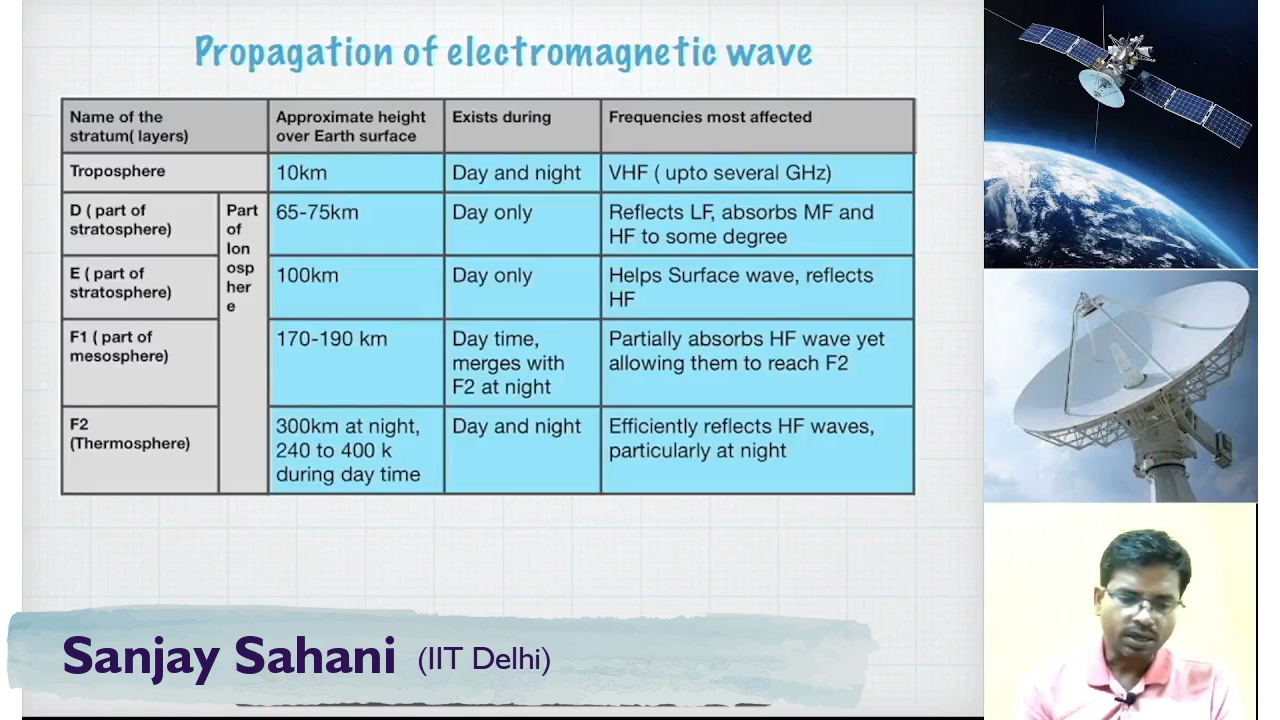 Propagation of electromagnetic wave
Name of the
stratum( layers)
Approximate height
over Earth surface
Exists during
Frequencies most affected
Troposphere
10km
Day and night
VHF ( upto several GHz)
D ( part of
stratosphere)
Part
of
Ion
osp
her
e
65-75km
Day only
Reflects LF, absorbs MF and
HF to some degree
E ( part of
stratosphere)
100km
Day only
Helps Surface wave, reflects
HF
F1 ( part of
mesosphere)
170-190 km
Day time,
merges with
F2 at night
Partially absorbs HF wave yet
allowing them to reach F2
F2
(Thermosphere)
300km at night,
240 to 400 k
during day time
Day and night
Efficiently reflects HF waves,
particularly at night
Sanjay Sahani (IIT Delhi)